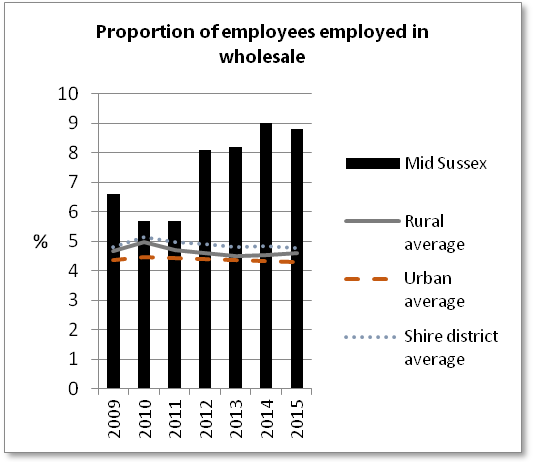 Proportion of employees employed in
wholesale
10
9
8
7
6
5
4
3
2
1
0
%
2009
2010
2011
2012
2013
2014
2015
Mid Sussex
Rural
average
Urban
average
Shire district
average